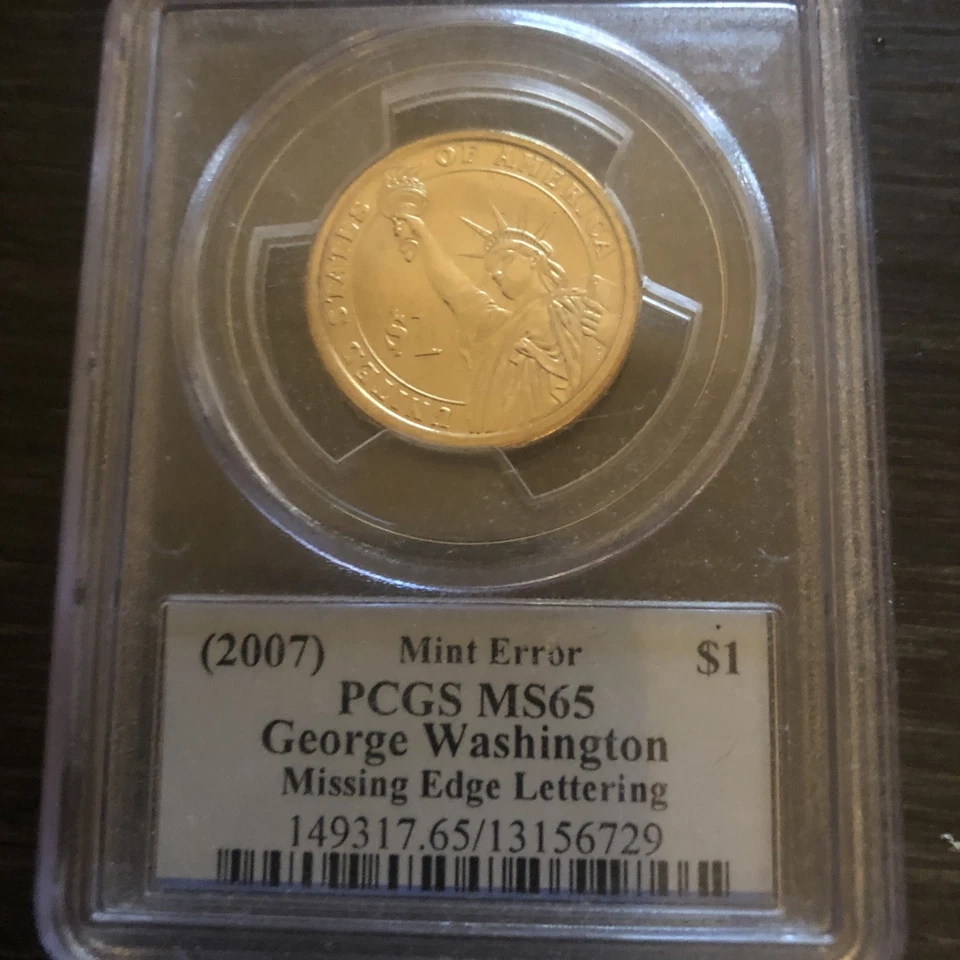 UNITED STATES OF AMERICA
$1
(2007) Mint Error $1
PCGS MS65
George Washington
Missing Edge Lettering
149317.65/13156729